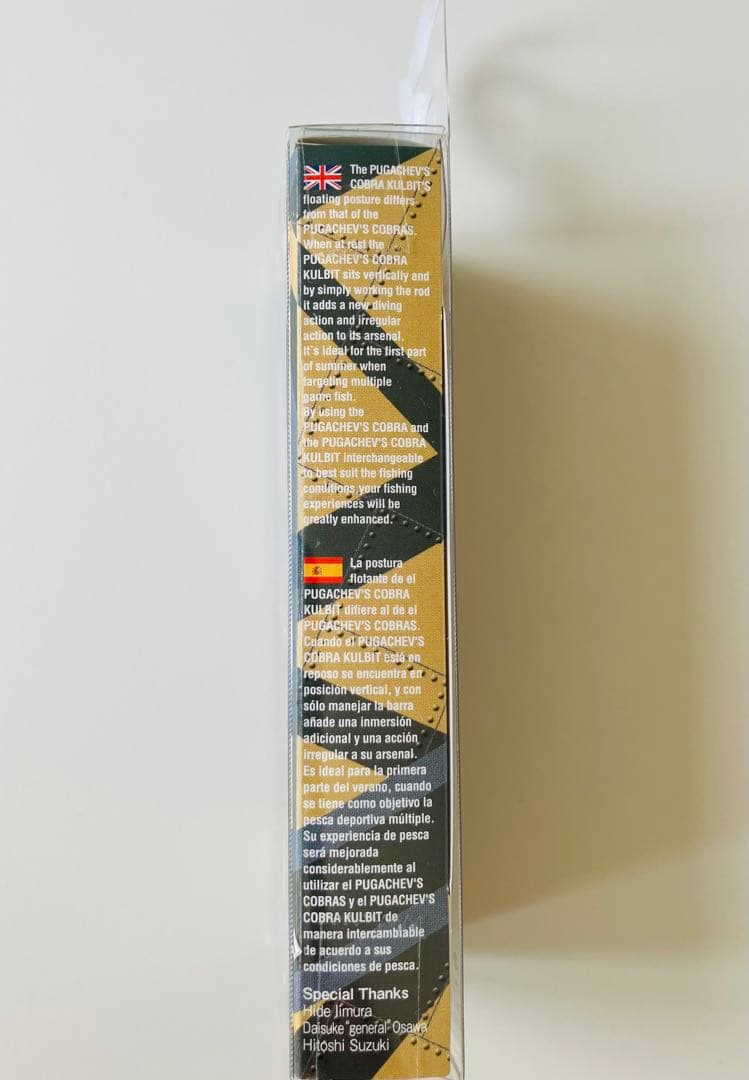 The PUGACHEV'S
COBRA KULBIT'S
floating posture differs
from that of the
PUGACHEV'S COBRAS.
When at rest the
PUGACHEV'S COBRA
KULBIT sits vertically and
by simply working the rod
it adds a new diving
action and irregular
action to its arsenal.
It's ideal for the first part
of summer when
targeting multiple
game fish.
By using the
PUGACHEV'S COBRA and
the PUGACHEV'S COBRA
KULBIT interchangeable
to best suit the fishing
conditions,your fishing
experiences will be
greatly enhanced.
La postura
flotante de el
PUGACHEV'S COBRA
KULBIT difiere al de el
PUGACHEV'S COBRAS.
Cuando el PUGACHEV'S
COBRA KULBIT está en
reposo se encuentra en
posición vertical, y con
sólo manejar la barra
añade una inmersión
adicional y una acción
irregular a su arsenal.
Es ideal para la primera
parte del verano, cuando
se tiene como objetivo la
pesca deportiva múltiple.
Su experiencia de pesca
será mejorada
considerablemente al
utilizar el PUGACHEV'S
COBRAS y el PUGACHEV'S
COBRA KULBIT de
manera intercambiable
de acuerdo a sus
condiciones de pesca.
Special Thanks
Hide Jimura
Daisuke "general" Osawa
Hitoshi Suzuki